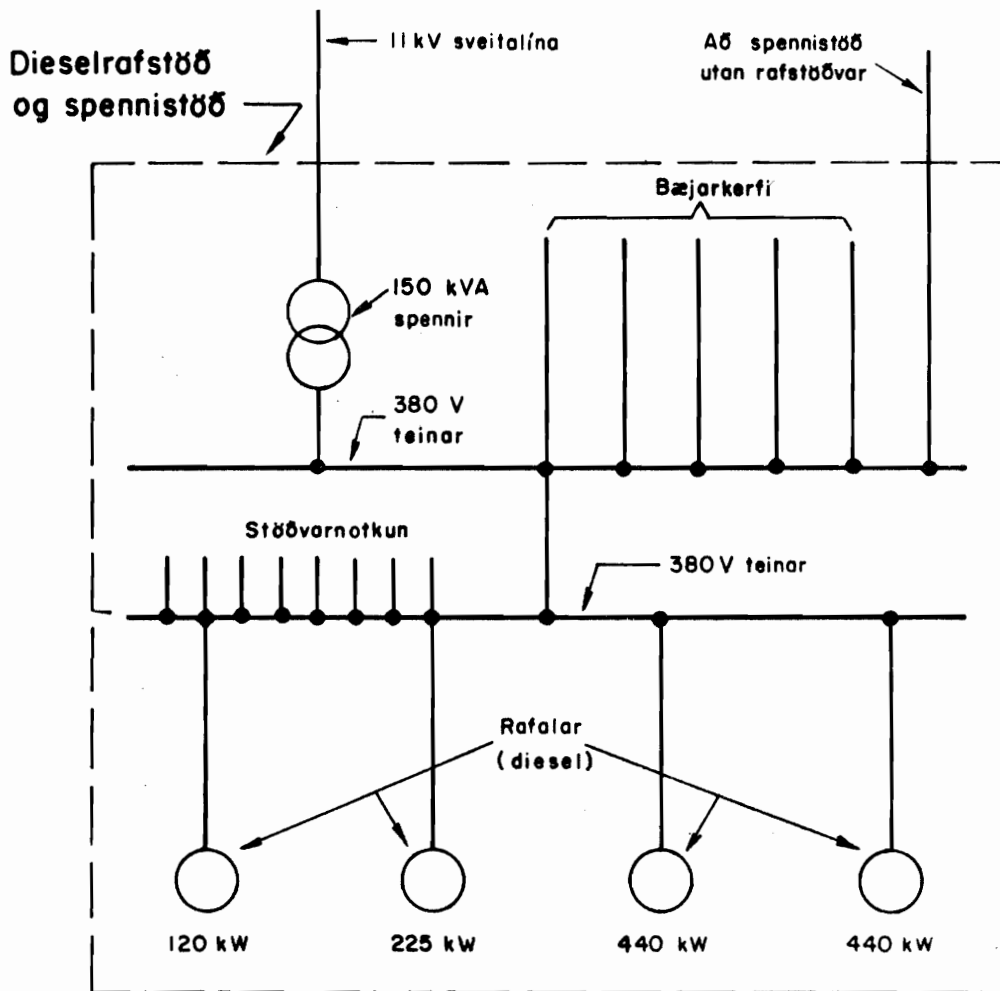 Dieselrafstöð
og spennistöð
11 kV sveitalína
Að spennistöð
utan rafstöðvar
Bæjarkerfi
150 kVA
spennir
380 V
teinar
Stöðvarnotkun
380 V teinar
Rafalar
(diesel)
120 kW
225 kW
440 kW
440 kW